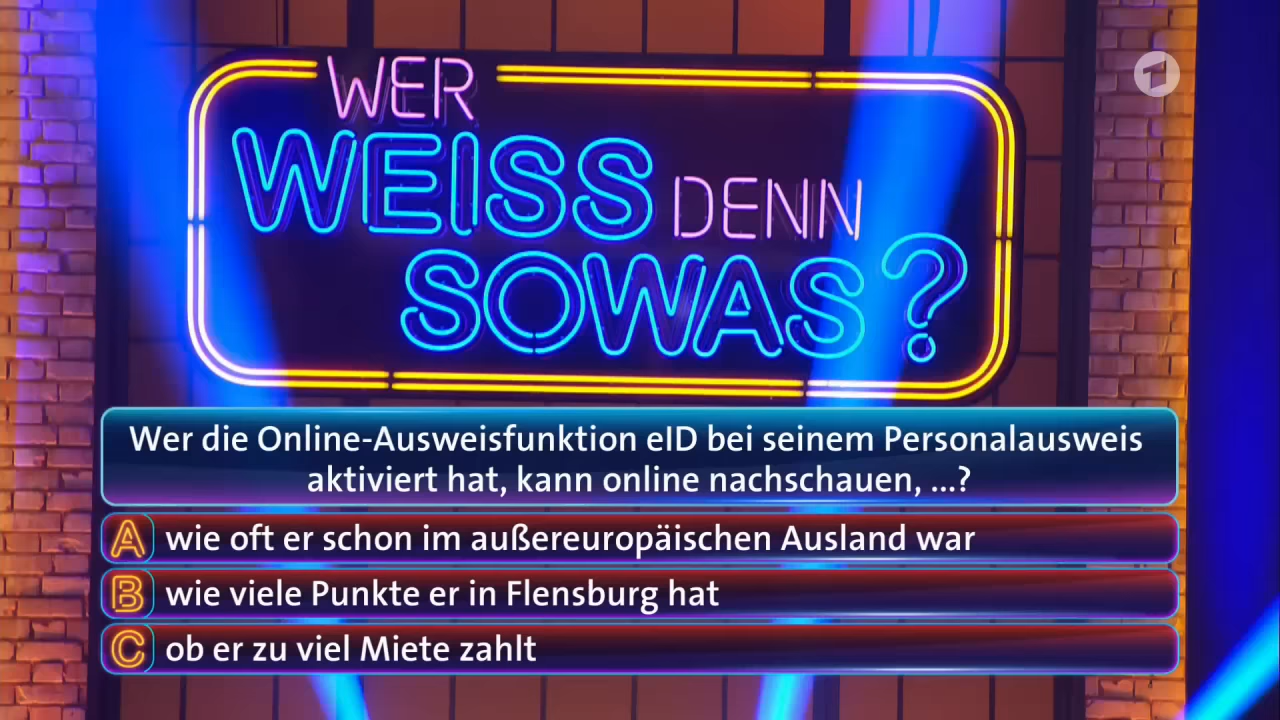 WER
WEISS DENN
SOWAS?
1
Wer die Online-Ausweisfunktion eID bei seinem Personalausweis
aktiviert hat, kann online nachschauen, ...?
A wie oft er schon im außereuropäischen Ausland war
B wie viele Punkte er in Flensburg hat
C ob er zu viel Miete zahlt